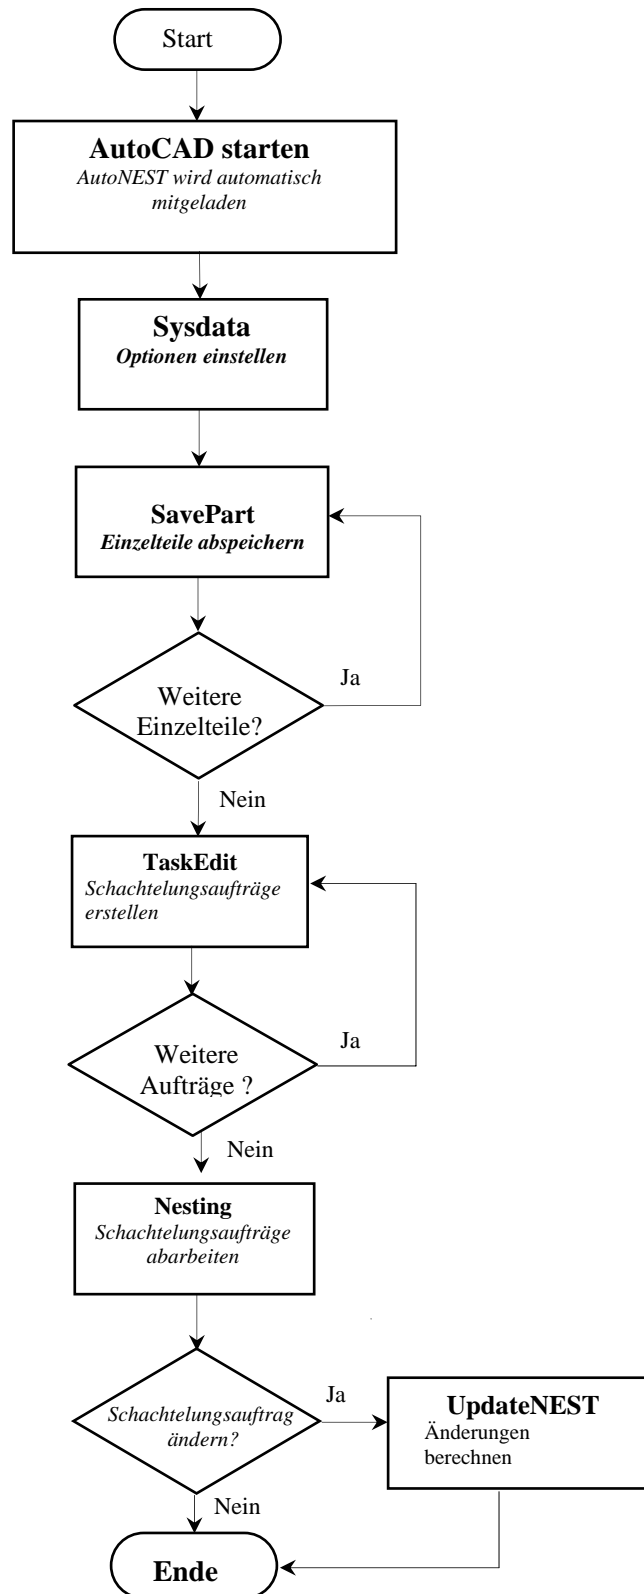 Start
AutoCAD starten
AutoNEST wird automatisch
mitgeladen
Sysdata
Optionen einstellen
SavePart
Einzelteile abspeichern
Ja
Weitere
Einzelteile?
Nein
TaskEdit
Schachtelungsaufträge
erstellen
Ja
Weitere
Aufträge ?
Nein
Nesting
Schachtelungsaufträge
abarbeiten
Ja
Schachtelungsauftrag
ändern?
UpdateNEST
Änderungen
berechnen
Nein
Ende